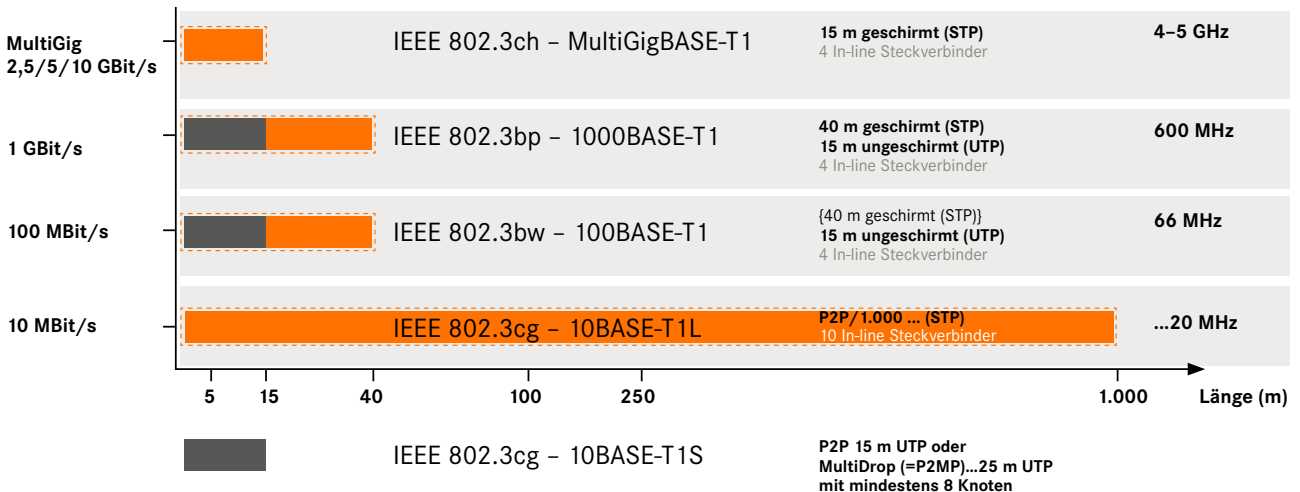 MultiGig
2,5/5/10 GBit/s
IEEE 802.3ch – MultiGigBASE-T1
15 m geschirmt (STP)
4 In-line Steckverbinder
4–5 GHz
1 GBit/s
IEEE 802.3bp – 1000BASE-T1
40 m geschirmt (STP)
15 m ungeschirmt (UTP)
4 In-line Steckverbinder
600 MHz
100 MBit/s
IEEE 802.3bw – 100BASE-T1
{40 m geschirmt (STP)}
15 m ungeschirmt (UTP)
4 In-line Steckverbinder
66 MHz
10 MBit/s
IEEE 802.3cg – 10BASE-T1L
P2P/1.000 ... (STP)
10 In-line Steckverbinder
...20 MHz
5 15 40 100 250 1.000 Länge (m)
IEEE 802.3cg – 10BASE-T1S
P2P 15 m UTP oder
MultiDrop (=P2MP)...25 m UTP
mit mindestens 8 Knoten